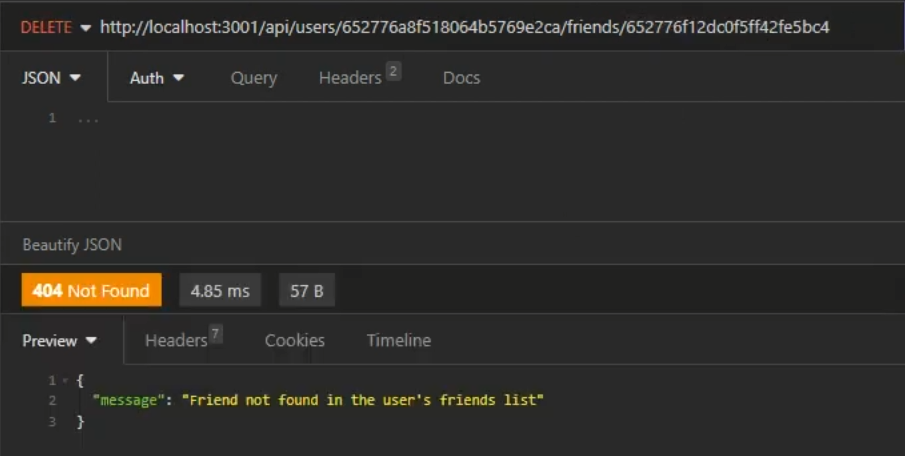 DELETE http://localhost:3001/api/users/652776a8f518064b5769e2ca/friends/652776f12dc0f5ff42fe5bc4
JSON Auth Query Headers 2 Docs
1 ...
Beautify JSON
404 Not Found 4.85 ms 57 B
Preview Headers 7 Cookies Timeline
1 {
2 "message": "Friend not found in the user's friends list"
3 }